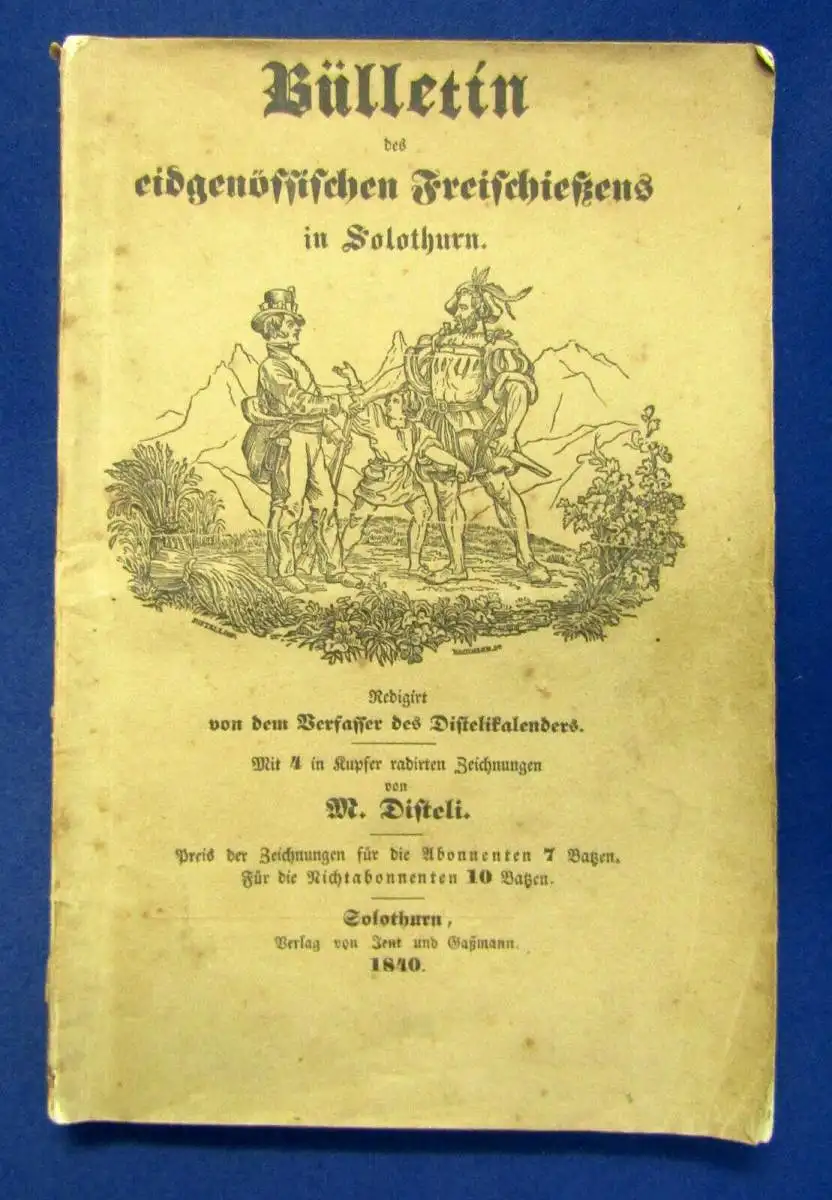 Bülletin
des
eidgenössischen Freischießens
in Solothurn.
DISTELI. DEL.
Redigirt
von dem Verfasser des Distelikalenders.
Mit 4 in Kupfer radirten Zeichnungen
von
M. Disteli.
Preis der Zeichnungen für die Abonnenten 7 Batzen.
Für die Nichtabonnenten 10 Batzen.
Solothurn,
Verlag von Jent und Gaßmann.
1840.